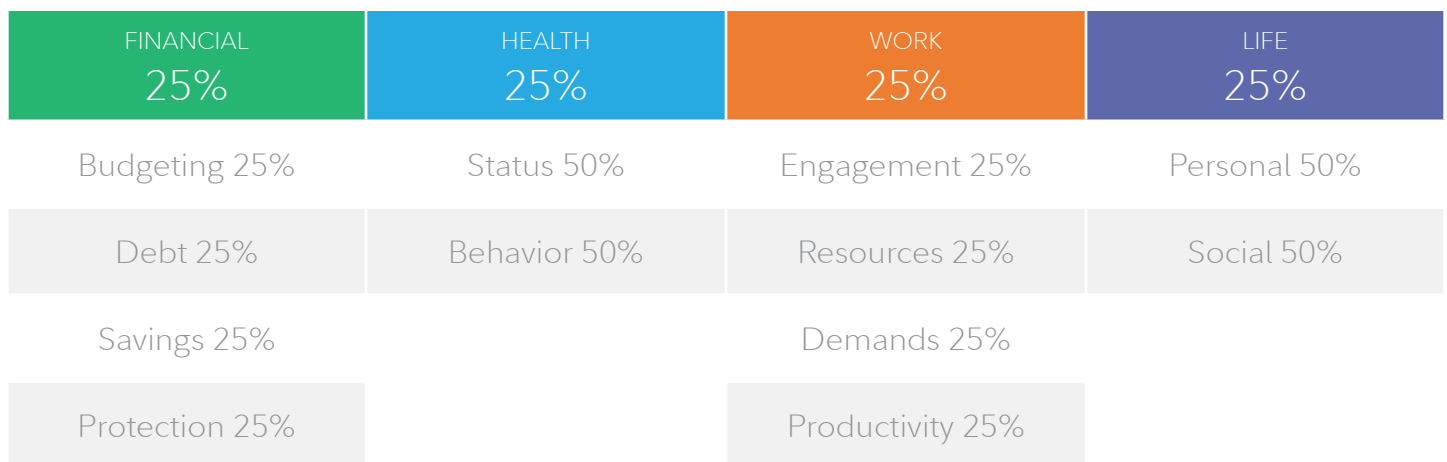 FINANCIAL
25%
HEALTH
25%
WORK
25%
LIFE
25%
Budgeting 25%
Status 50%
Engagement 25%
Personal 50%
Debt 25%
Behavior 50%
Resources 25%
Social 50%
Savings 25%
Demands 25%
Protection 25%
Productivity 25%